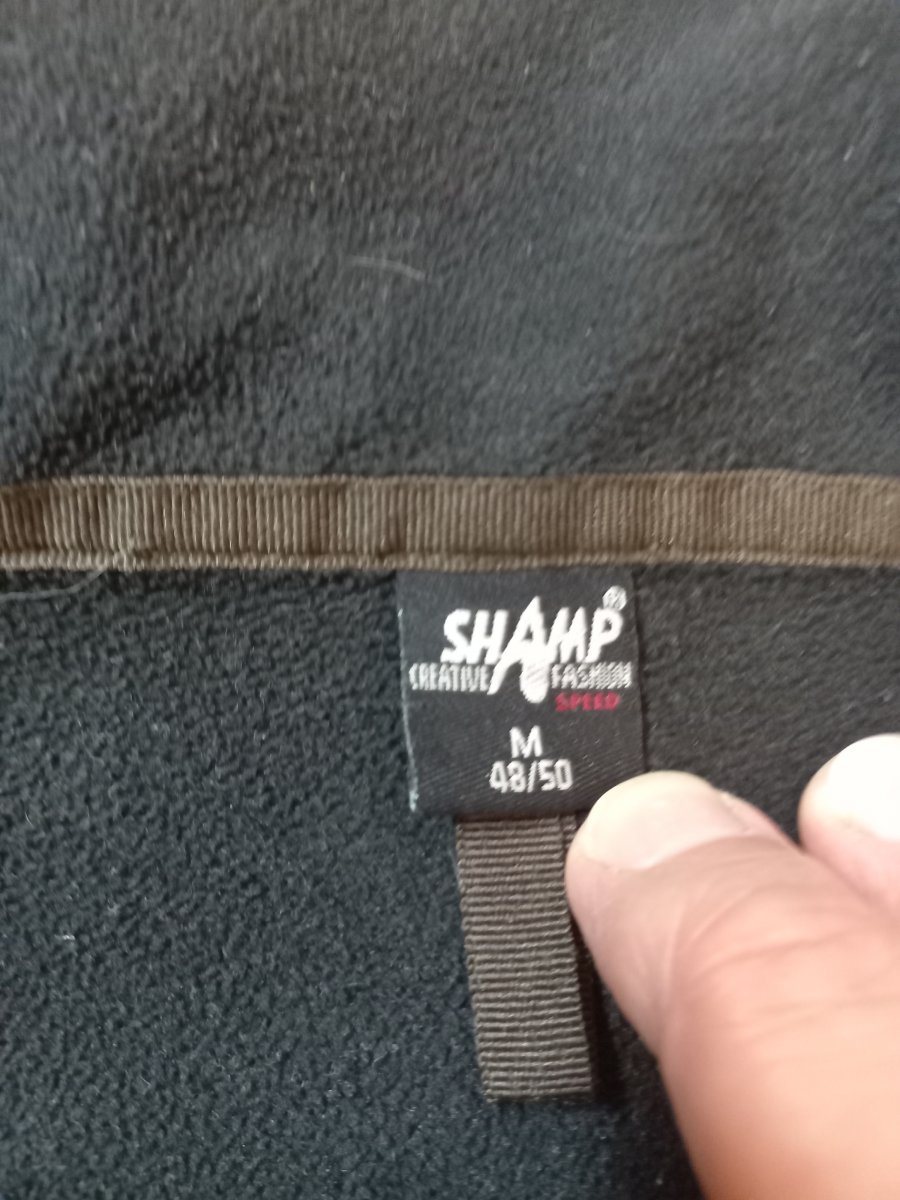 SHAMP®
CREATIVE FASHION
SPEED
M
48/50